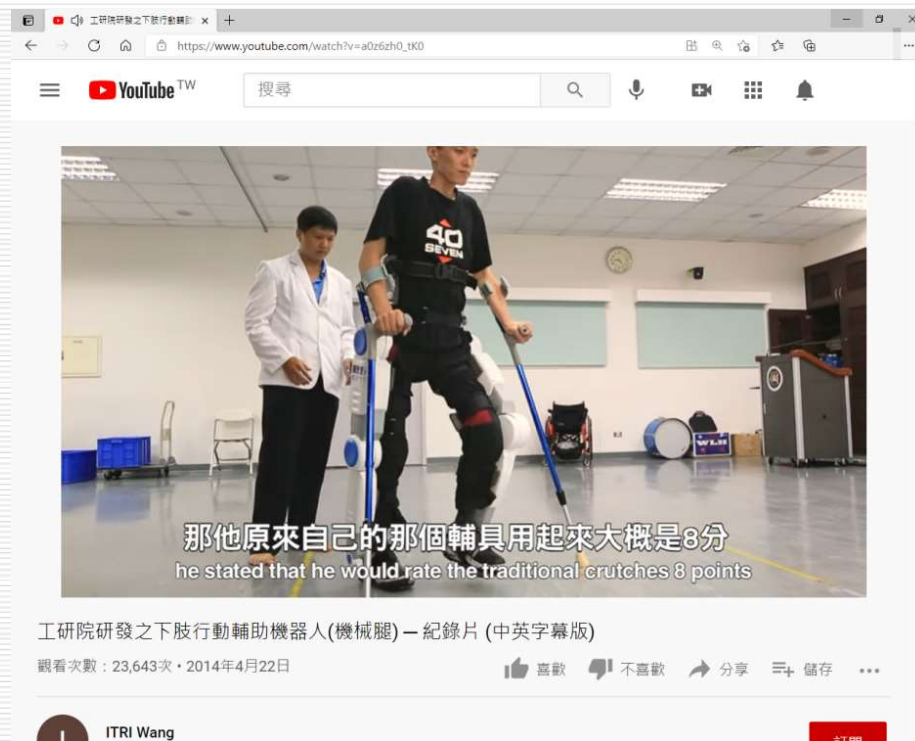 工研院研發之下肢行動輔助
https://www.youtube.com/watch?v=a0z6zh0_tK0
YouTube TW
搜尋
40
SEVEN
那他原來自己的那個輔具用起來大概是8分
he stated that he would rate the traditional crutches 8 points
工研院研發之下肢行動輔助機器人(機械腿) — 紀錄片 (中英字幕版)
觀看次數：23,643次 • 2014年4月22日
喜歡 不喜歡 分享 儲存
ITRI Wang
訂閱